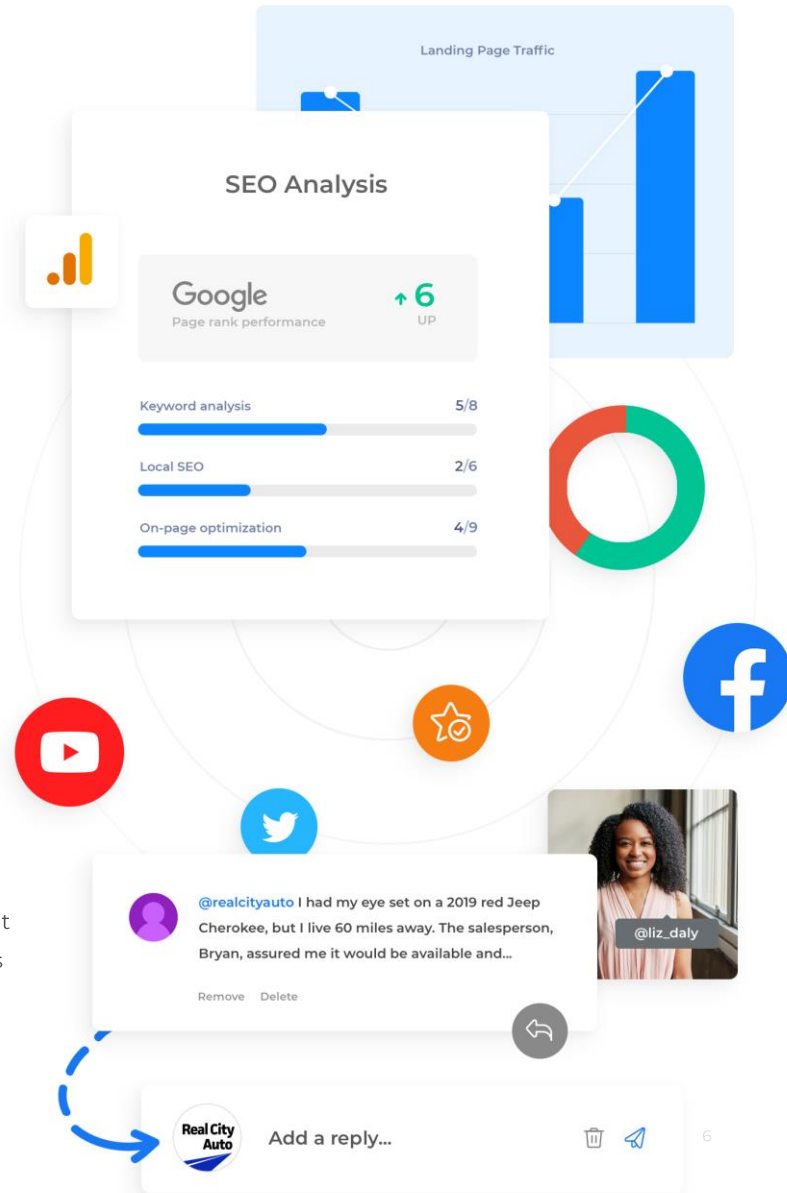 Landing Page Traffic
SEO Analysis
Google
Page rank performance
6
UP
Keyword analysis
5/8
Local SEO
2/6
On-page optimization
4/9
@realcityauto I had my eye set on a 2019 red Jeep
Cherokee, but I live 60 miles away. The salesperson,
Bryan, assured me it would be available and...
Remove Delete
@liz_daly
t
s
Real City
Auto
Add a reply...
6